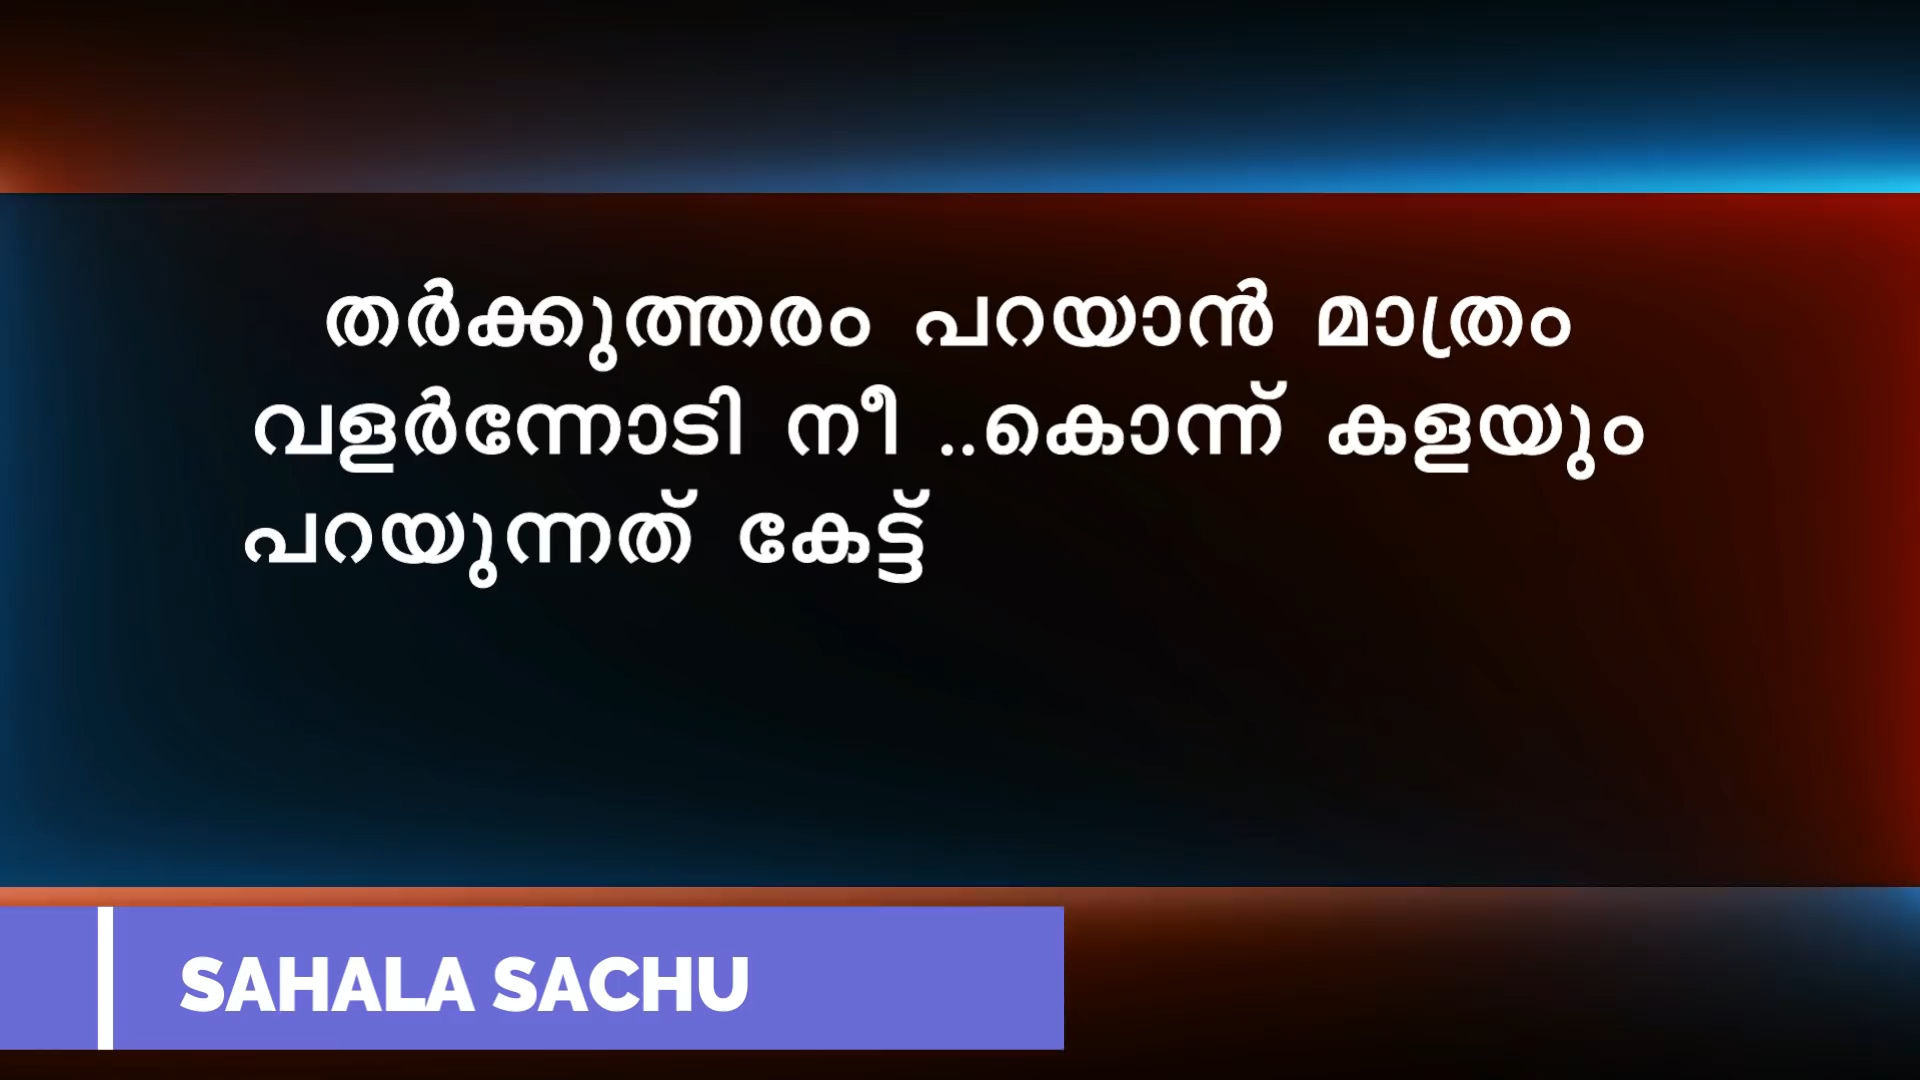 തർക്കുത്തരം പറയാൻ മാത്രം
വളർന്നോടി നീ ..കൊന്ന് കളയും
പറയുന്നത് കേട്ട്
SAHALA SACHU